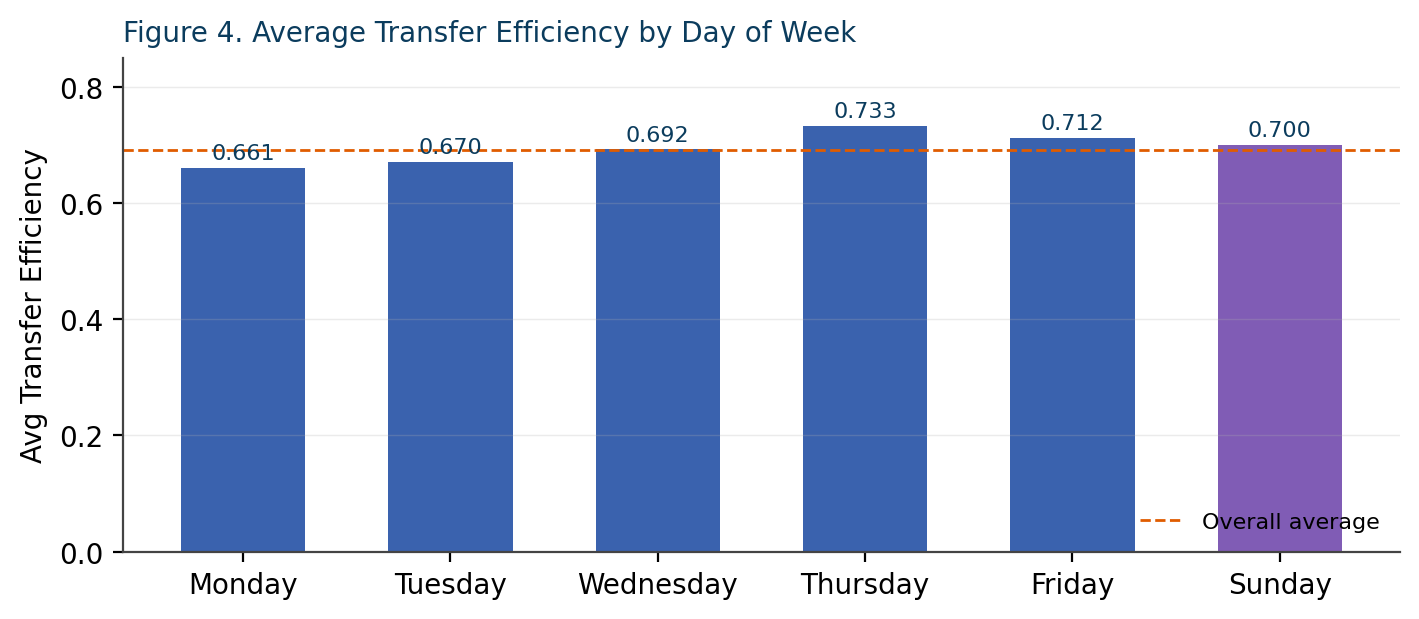 Figure 4. Average Transfer Efficiency by Day of Week
Avg Transfer Efficiency
0.8
0.6
0.4
0.2
0.0
0.661
0.670
0.692
0.733
0.712
0.700
Overall average
Monday
Tuesday
Wednesday
Thursday
Friday
Sunday